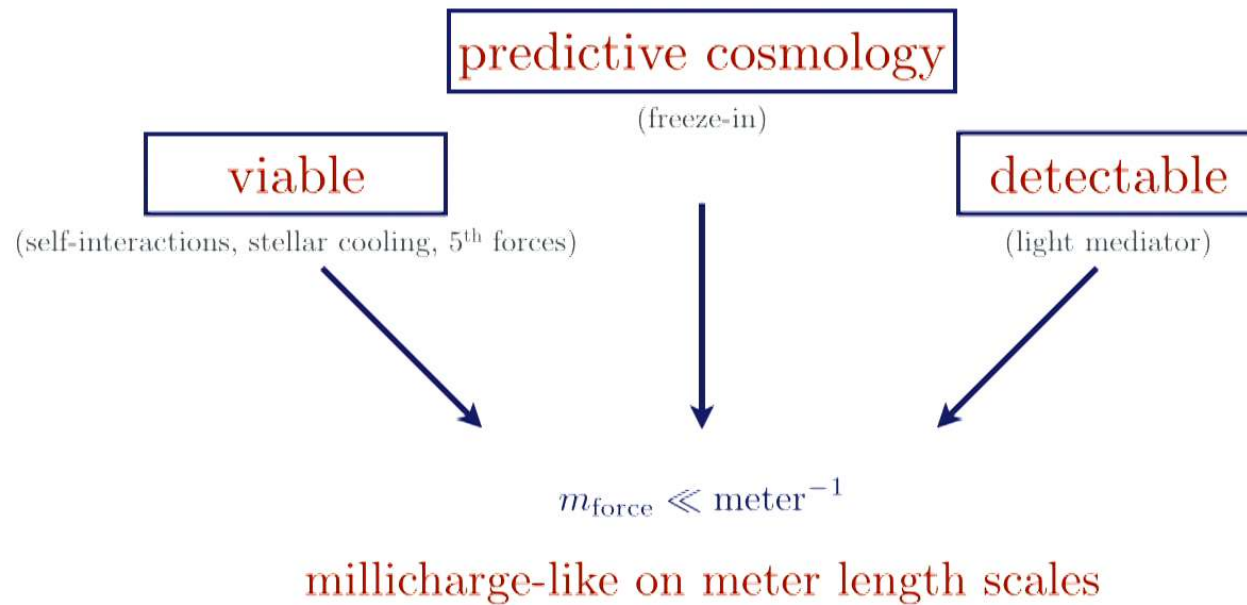 predictive cosmology
(freeze-in)
viable
(self-interactions, stellar cooling, 5ᵗʰ forces)
detectable
(light mediator)
m_force ≪ meter⁻¹
millicharge-like on meter length scales